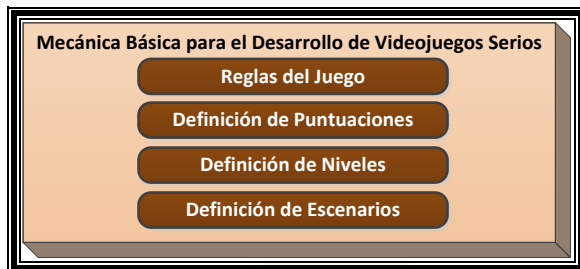 Mecánica Básica para el Desarrollo de Videojuegos Serios
Reglas del Juego
Definición de Puntuaciones
Definición de Niveles
Definición de Escenarios